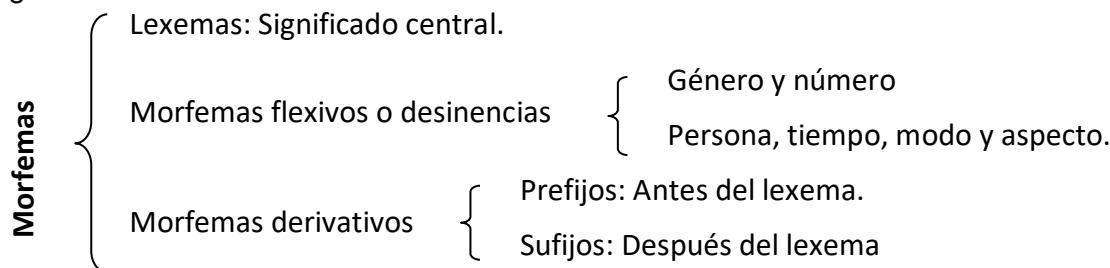 Morfemas
Lexemas: Significado central.
Morfemas flexivos o desinencias
Género y número
Persona, tiempo, modo y aspecto.
Morfemas derivativos
Prefijos: Antes del lexema.
Sufijos: Después del lexema